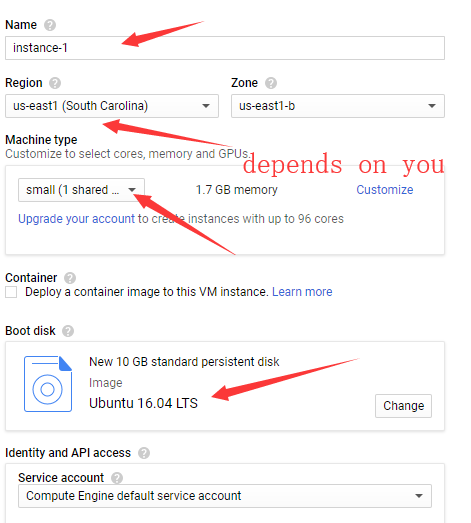 Name
instance-1
Region Zone
us-east1 (South Carolina) us-east1-b
Machine type
Customize to select cores, memory and GPUs.
depends on you
small (1 shared ... 1.7 GB memory Customize
Upgrade your account to create instances with up to 96 cores
Container
Deploy a container image to this VM instance. Learn more
Boot disk
New 10 GB standard persistent disk
Image
Ubuntu 16.04 LTS
Change
Identity and API access
Service account
Compute Engine default service account